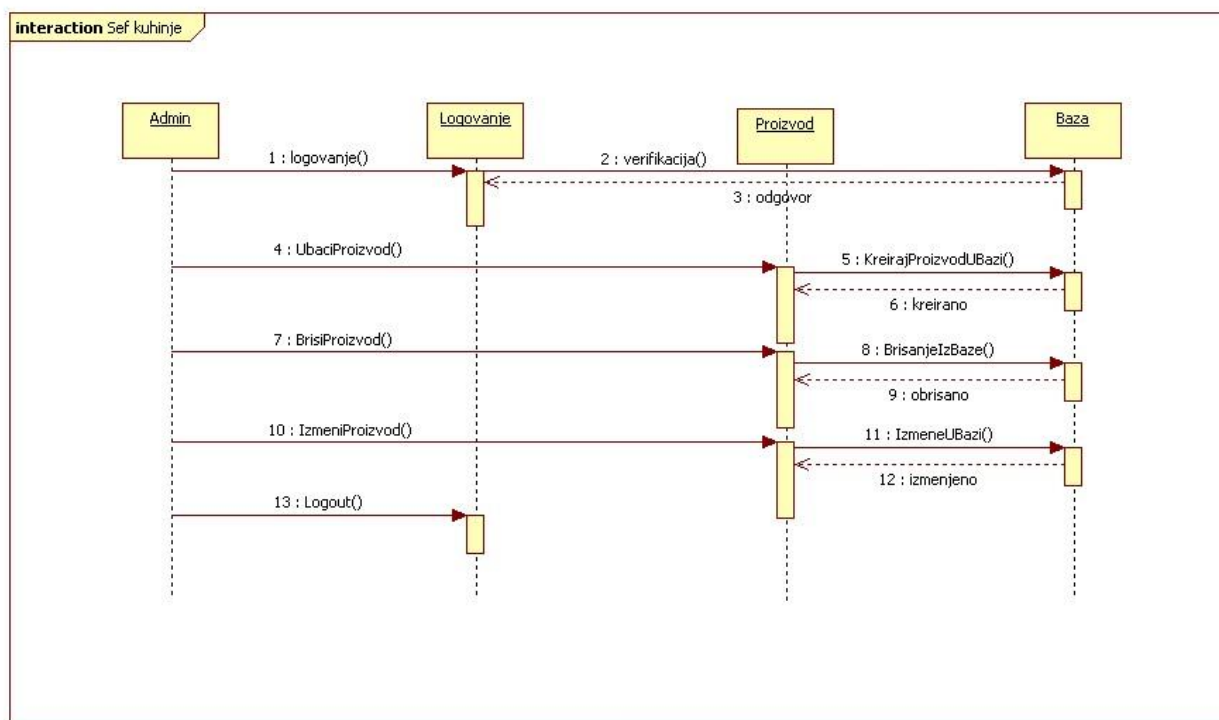 interaction Sef kuhinje
Admin
Logovanje
Proizvod
Baza
1 : logovanje()
2 : verifikacija()
3 : odgovor
4 : UbaciProizvod()
5 : KreirajProizvodUBazi()
6 : kreirano
7 : BrisiProizvod()
8 : BrisanjeIzBaze()
9 : obrisano
10 : IzmeniProizvod()
11 : IzmeneUBazi()
12 : izmenjeno
13 : Logout()